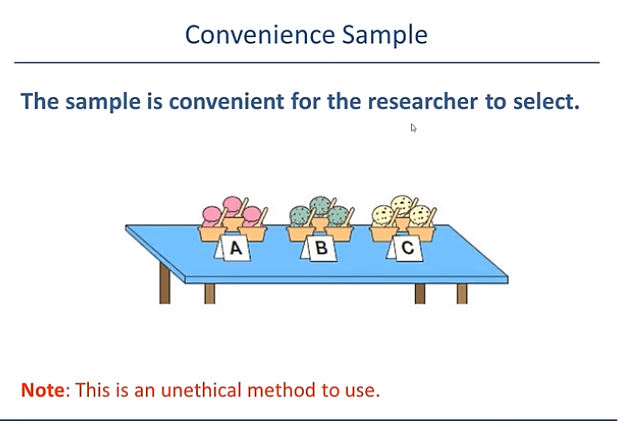 Convenience Sample
The sample is convenient for the researcher to select.
A B C
Note: This is an unethical method to use.